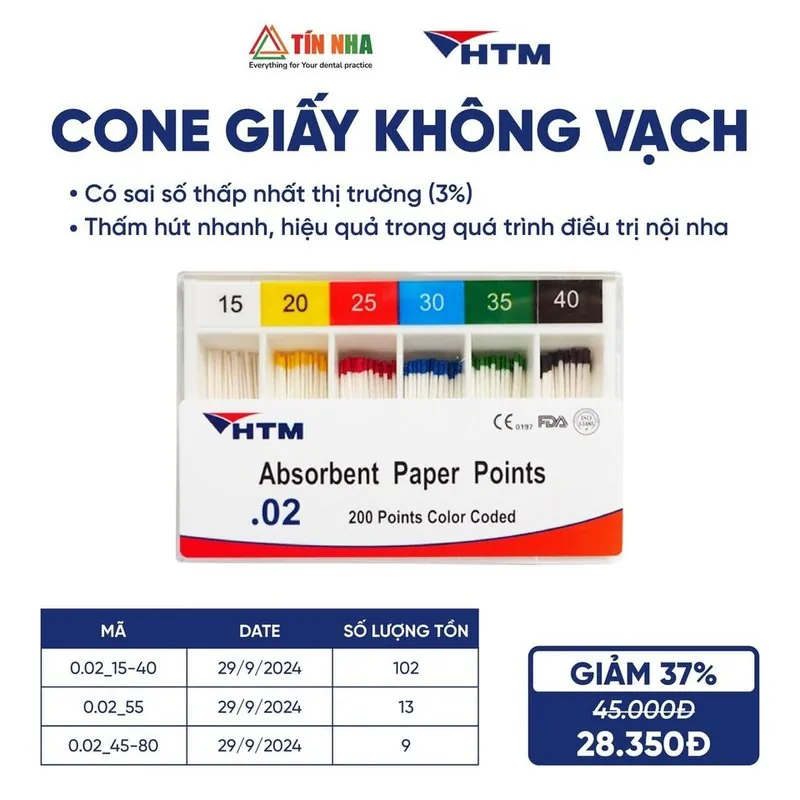 TÍN NHA
Everything for Your dental practice
HTM
CONE GIẤY KHÔNG VẠCH
• Có sai số thấp nhất thị trường (3%)
• Thấm hút nhanh, hiệu quả trong quá trình điều trị nội nha
15 20 25 30 35 40
HTM
CE 0197 FDA ISO
Absorbent Paper Points
.02 200 Points Color Coded
MÃ DATE SỐ LƯỢNG TỒN
0.02_15-40 29/9/2024 102
0.02_55 29/9/2024 13
0.02_45-80 29/9/2024 9
GIẢM 37%
45.000Đ
28.350Đ